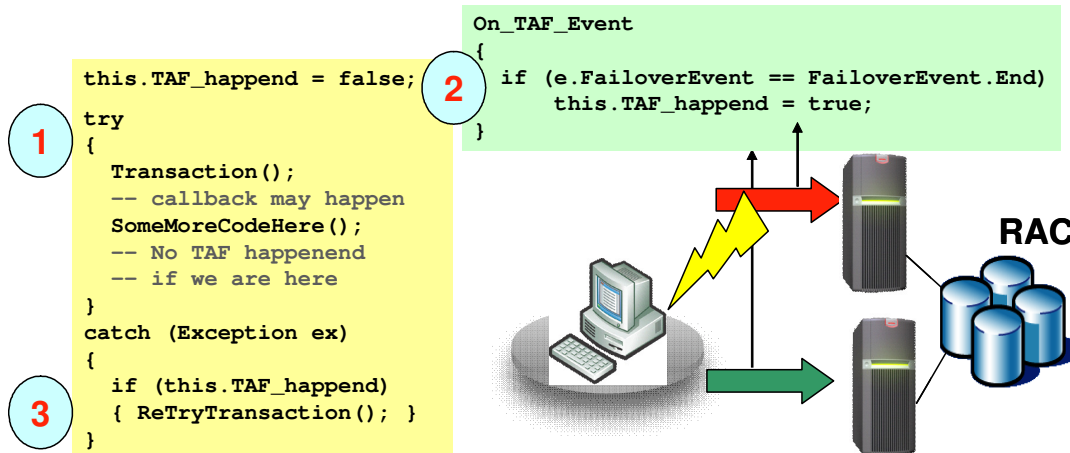 this.TAF_happend = false;
1
try
{
Transaction();
-- callback may happen
SomeMoreCodeHere();
-- No TAF happenend
-- if we are here
}
catch (Exception ex)
{
3
if (this.TAF_happend)
{ ReTryTransaction(); }
}
2
On_TAF_Event
{
if (e.FailoverEvent == FailoverEvent.End)
this.TAF_happend = true;
}
RAC